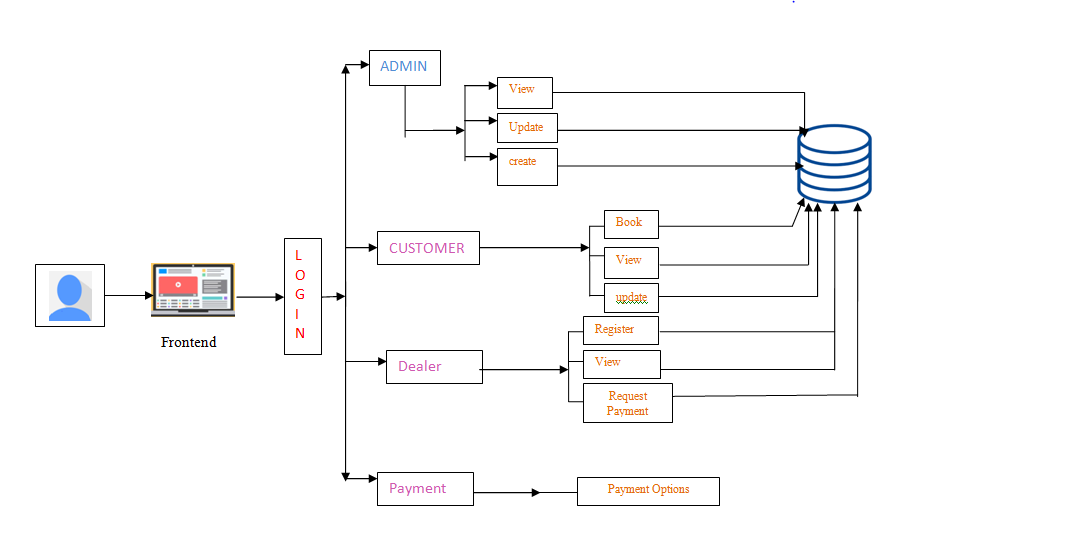 ADMIN
View
Update
create
Book
CUSTOMER
View
L
O
G
I
N
update
Register
Frontend
View
Dealer
Request
Payment
Payment
Payment Options